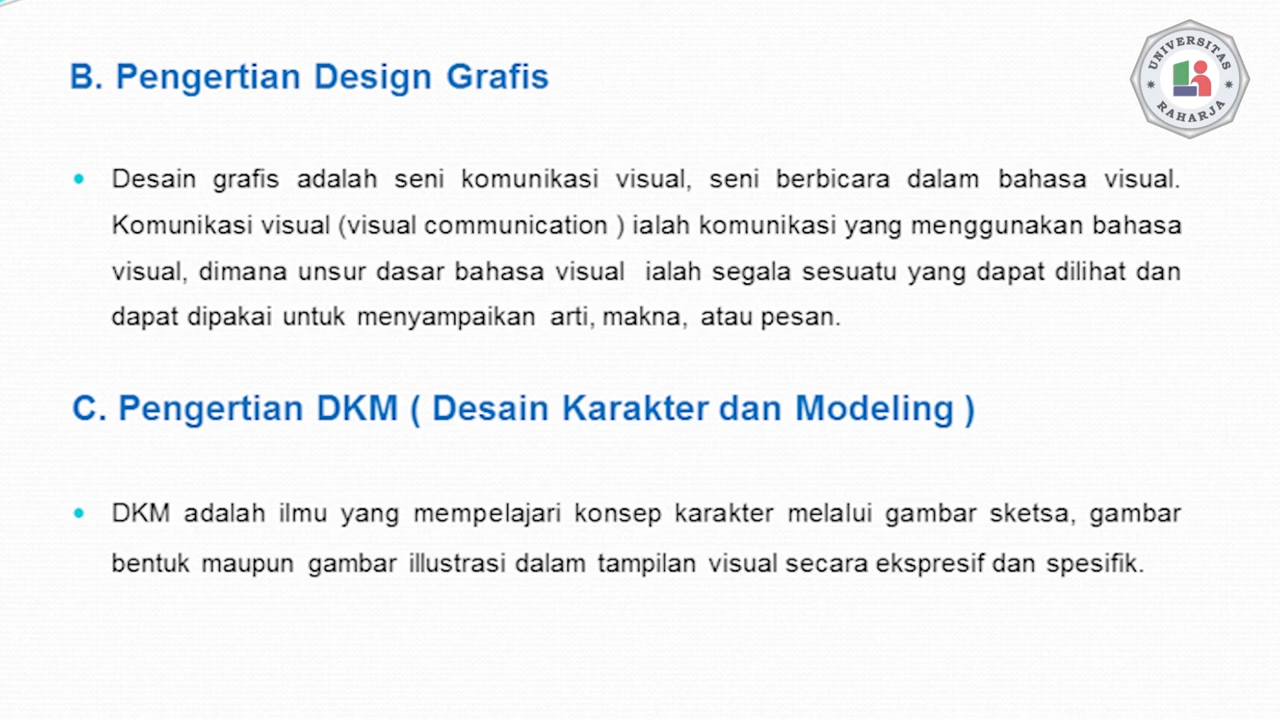 UNIVERSITAS
RAHARJA
B. Pengertian Design Grafis
• Desain grafis adalah seni komunikasi visual, seni berbicara dalam bahasa visual.
Komunikasi visual (visual communication ) ialah komunikasi yang menggunakan bahasa
visual, dimana unsur dasar bahasa visual ialah segala sesuatu yang dapat dilihat dan
dapat dipakai untuk menyampaikan arti, makna, atau pesan.
C. Pengertian DKM ( Desain Karakter dan Modeling )
• DKM adalah ilmu yang mempelajari konsep karakter melalui gambar sketsa, gambar
bentuk maupun gambar illustrasi dalam tampilan visual secara ekspresif dan spesifik.